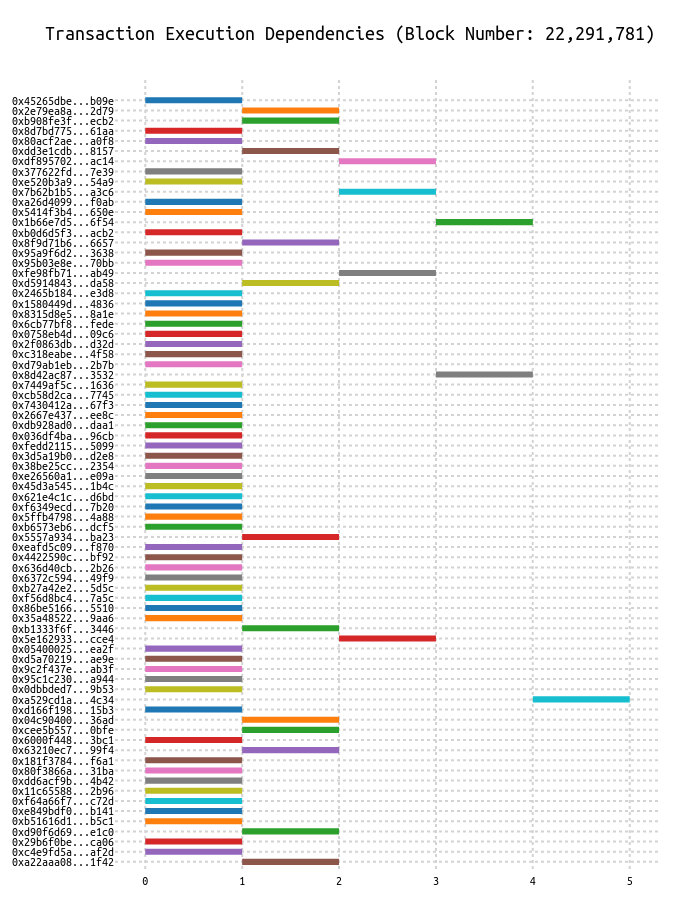 Transaction Execution Dependencies (Block Number: 22,291,781)
0x45265dbe...b09e
0x2e79ea8a...2d79
0xb908fe3f...ecb2
0x8d7bd775...61aa
0x80acf2ae...a0f8
0xdd3e1cdb...8157
0xdf895702...ac14
0x377622fd...7e39
0xe520b3a9...54a9
0x7b62b1b5...a3c6
0xa26d4099...f0ab
0x5414f3b4...650e
0x1b66e7d5...6f54
0xb0d6d5f3...acb2
0x8f9d71b6...6657
0x95a9f6d2...3638
0x95b03e8e...70bb
0xfe98fb71...ab49
0xd5914843...da58
0x2465b184...e3d8
0x1580449d...4836
0x8315d8e5...8a1e
0x6cb77bf8...fede
0x0758eb4d...09c6
0x2f0863db...d32d
0xc318eabe...4f58
0xd79ab1eb...2b7b
0x8d42ac87...3532
0x7449af5c...1636
0xcb58d2ca...7745
0x7430412a...67f3
0x2667e437...ee8c
0xdb928ad0...daa1
0x036df4ba...96cb
0xfedd2115...5099
0x3d5a19b0...d2e8
0x38be25cc...2354
0xe26560a1...e09a
0x45d3a545...1b4c
0x621e4c1c...d6bd
0xf6349ecd...7b20
0x5ffb4798...4a88
0xb6573eb6...dcf5
0x5557a934...ba23
0xeafd5c09...f870
0x4422590c...bf92
0x636d40cb...2b26
0x6372c594...49f9
0xb27a42e2...5d5c
0xf56d8bc4...7a5c
0x86be5166...5510
0x35a48522...9aa6
0xb1333f6f...3446
0x5e162933...cce4
0x05400025...ea2f
0xd5a70219...ae9e
0x9c2f437e...ab3f
0x95c1c230...a944
0x0dbbded7...9b53
0xa529cd1a...4c34
0xd166f198...15b3
0x04c90400...36ad
0xcee5b557...0bfe
0x6000f448...3bc1
0x63210ec7...99f4
0x181f3784...f6a1
0x80f3866a...31ba
0xdd6acf9b...4b42
0x11c65588...2b96
0xf64a66f7...c72d
0xe849bdf0...b141
0xb51616d1...b5c1
0xd90f6d69...e1c0
0x29b6f0be...ca06
0xc4e9fd5a...af2d
0xa22aaa08...1f42
0 1 2 3 4 5